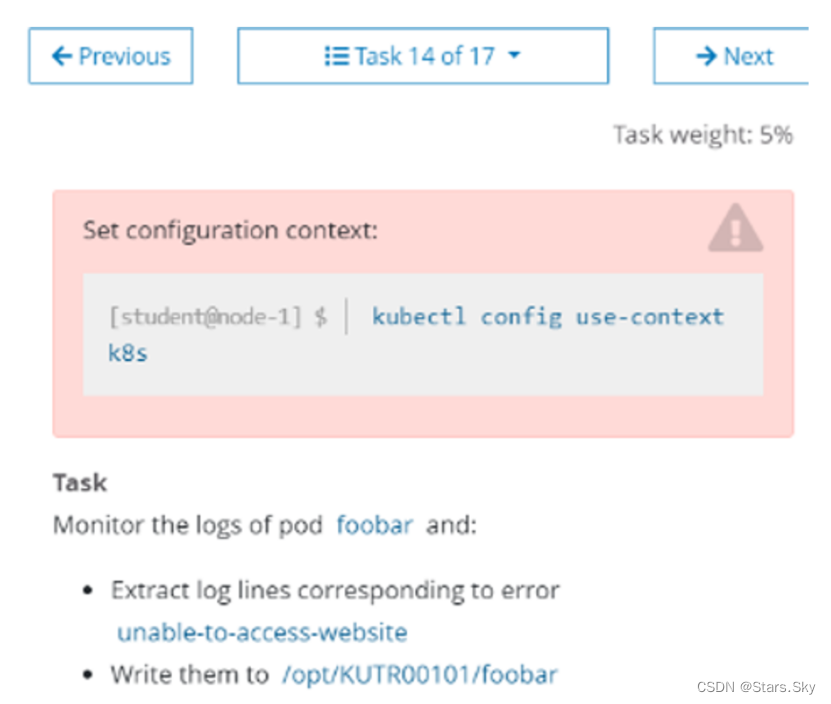 Previous
Task 14 of 17
Next
Task weight: 5%
Set configuration context:
[student@node-1] $ | kubectl config use-context
k8s
Task
Monitor the logs of pod foobar and:
• Extract log lines corresponding to error
unable-to-access-website
• Write them to /opt/KUTR00101/foobar
CSDN @Stars.Sky